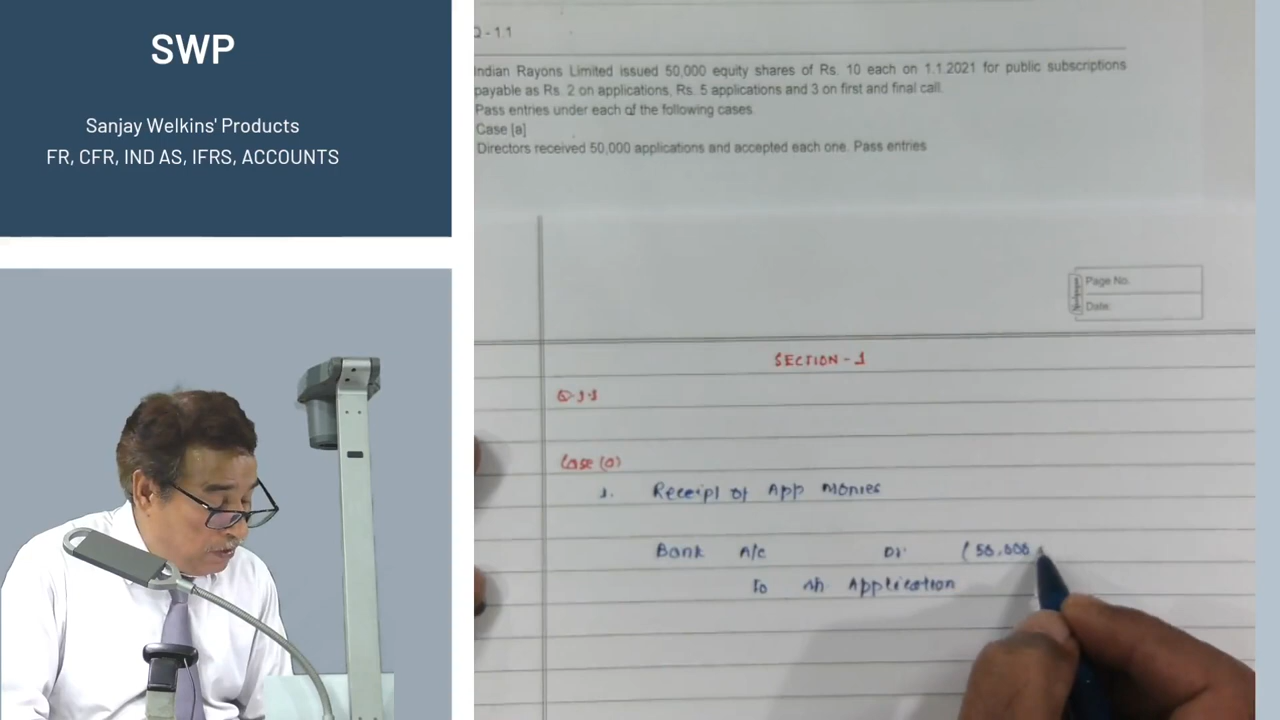 SWP
Sanjay Welkins' Products
FR, CFR, IND AS, IFRS, ACCOUNTS
Q - 1.1
Indian Rayons Limited issued 50,000 equity shares of Rs. 10 each on 1.1.2021 for public subscriptions
payable as Rs. 2 on applications, Rs. 5 applications and 3 on first and final call.
Pass entries under each of the following cases.
Case [a]
Directors received 50,000 applications and accepted each one. Pass entries
Page No.
Date:
SECTION - 1
Q-1.1
Case (a)
1. Receipt of App Monies
Bank A/c Dr (50,000
To Sh Application